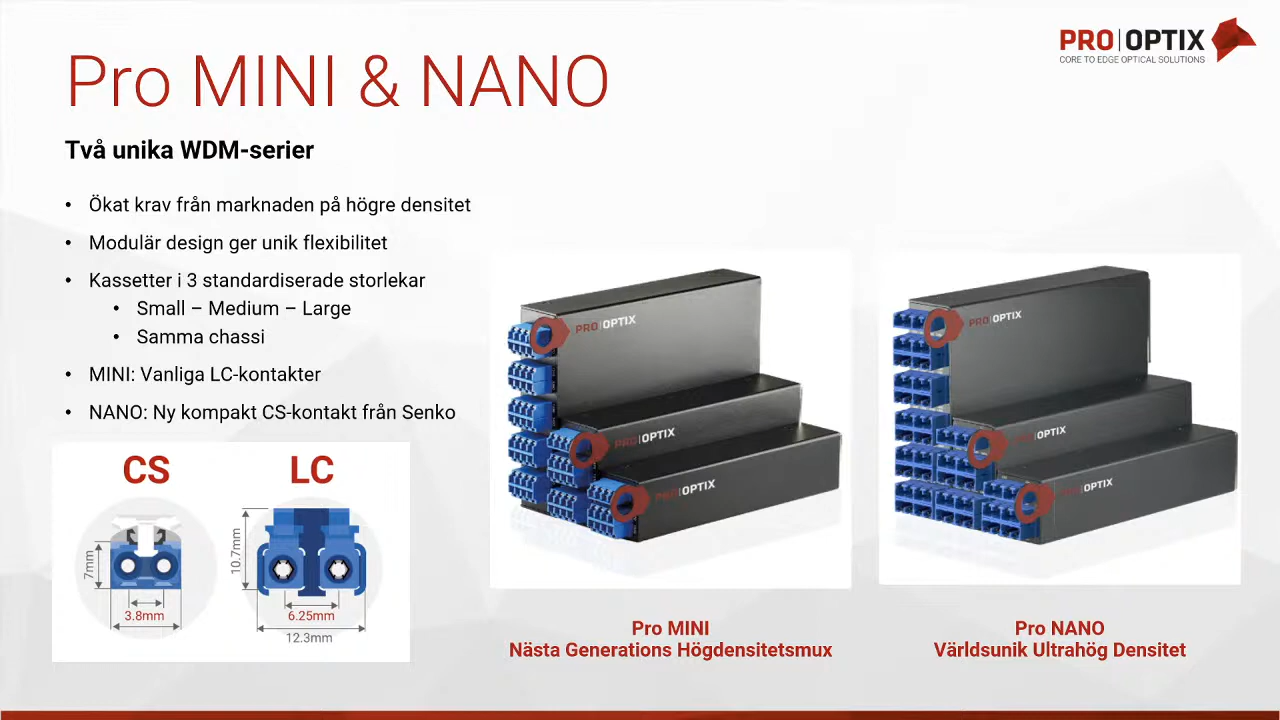 PRO|OPTIX
CORE TO EDGE OPTICAL SOLUTIONS
Pro MINI & NANO
Två unika WDM-serier
• Ökat krav från marknaden på högre densitet
• Modulär design ger unik flexibilitet
• Kassetter i 3 standardiserade storlekar
• Small – Medium – Large
• Samma chassi
• MINI: Vanliga LC-kontakter
• NANO: Ny kompakt CS-kontakt från Senko
CS
LC
7mm
3.8mm
10.7mm
6.25mm
12.3mm
PRO|OPTIX
PRO|OPTIX
PRO|OPTIX
PRO|OPTIX
PRO|OPTIX
PRO|OPTIX
Pro MINI
Nästa Generations Högdensitetsmux
Pro NANO
Världsunik Ultrahög Densitet